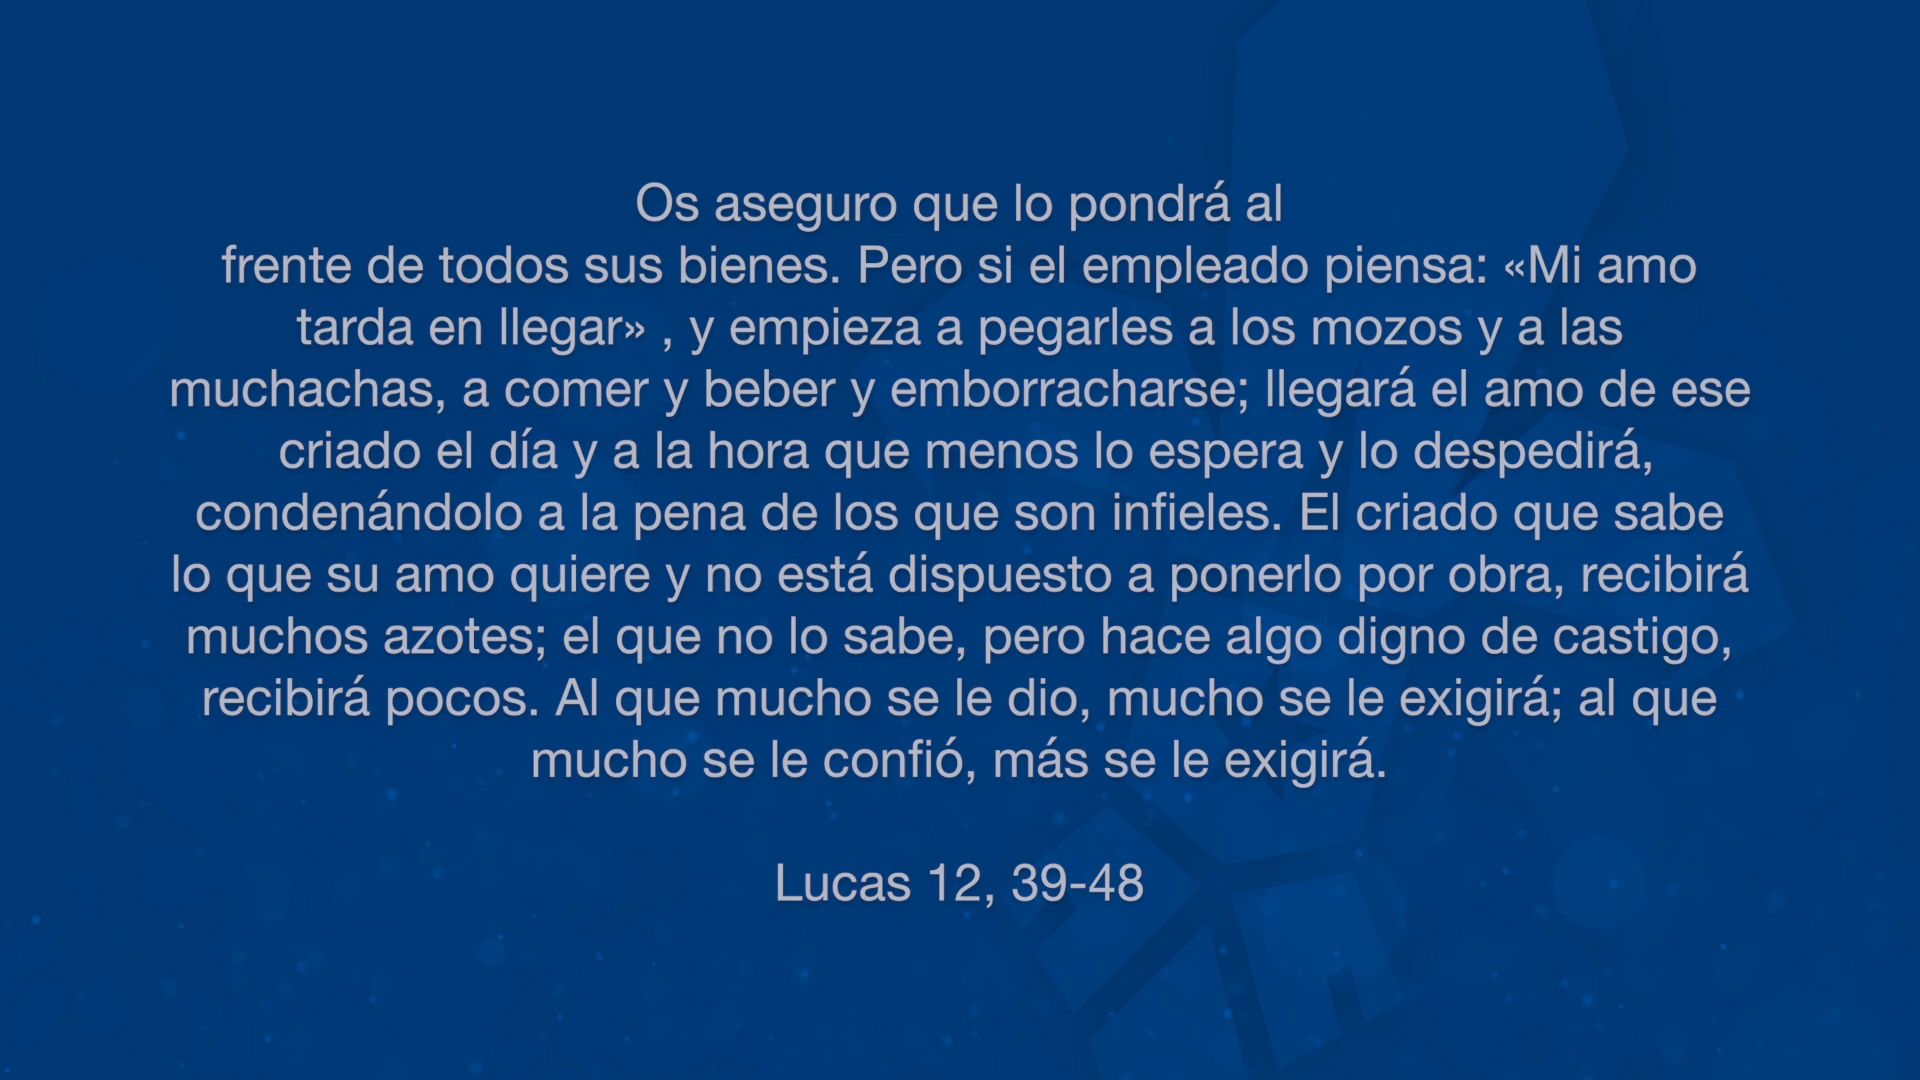 Os aseguro que lo pondrá al
frente de todos sus bienes. Pero si el empleado piensa: «Mi amo
tarda en llegar» , y empieza a pegarles a los mozos y a las
muchachas, a comer y beber y emborracharse; llegará el amo de ese
criado el día y a la hora que menos lo espera y lo despedirá,
condenándolo a la pena de los que son infieles. El criado que sabe
lo que su amo quiere y no está dispuesto a ponerlo por obra, recibirá
muchos azotes; el que no lo sabe, pero hace algo digno de castigo,
recibirá pocos. Al que mucho se le dio, mucho se le exigirá; al que
mucho se le confió, más se le exigirá.
Lucas 12, 39-48